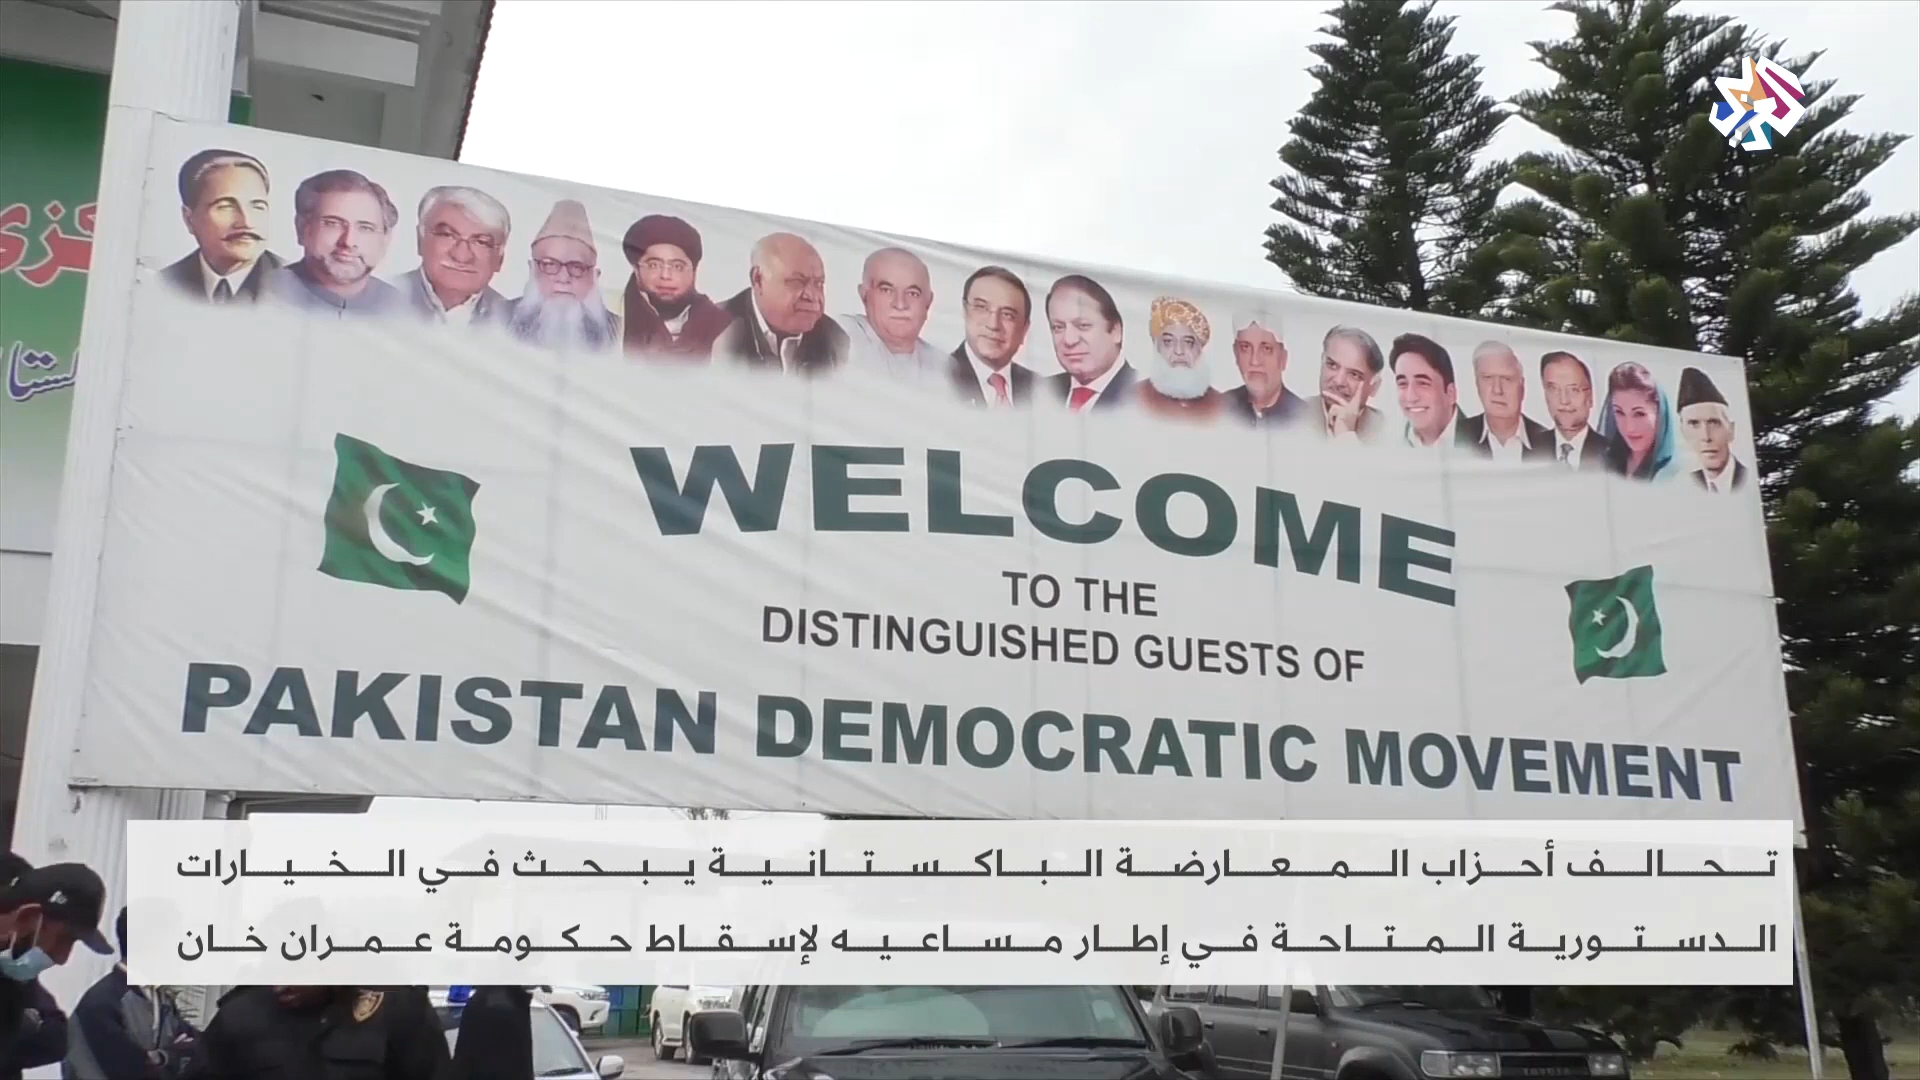 WELCOME
TO THE
DISTINGUISHED GUESTS OF
PAKISTAN DEMOCRATIC MOVEMENT
تحالف أحزاب المعارضة الباكستانية يبحث في الخيارات
الدستورية المتاحة في إطار مساعيه لإسقاط حكومة عمران خان
TOYOTA